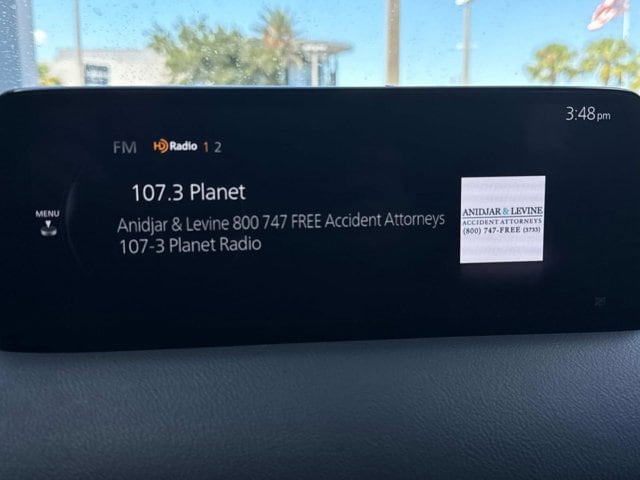 3:48pm
FM HD Radio 1 2
107.3 Planet
MENU
Anidjar & Levine 800 747 FREE Accident Attorneys
107-3 Planet Radio
ANIDJAR & LEVINE
ACCIDENT ATTORNEYS
(800) 747-FREE (3733)